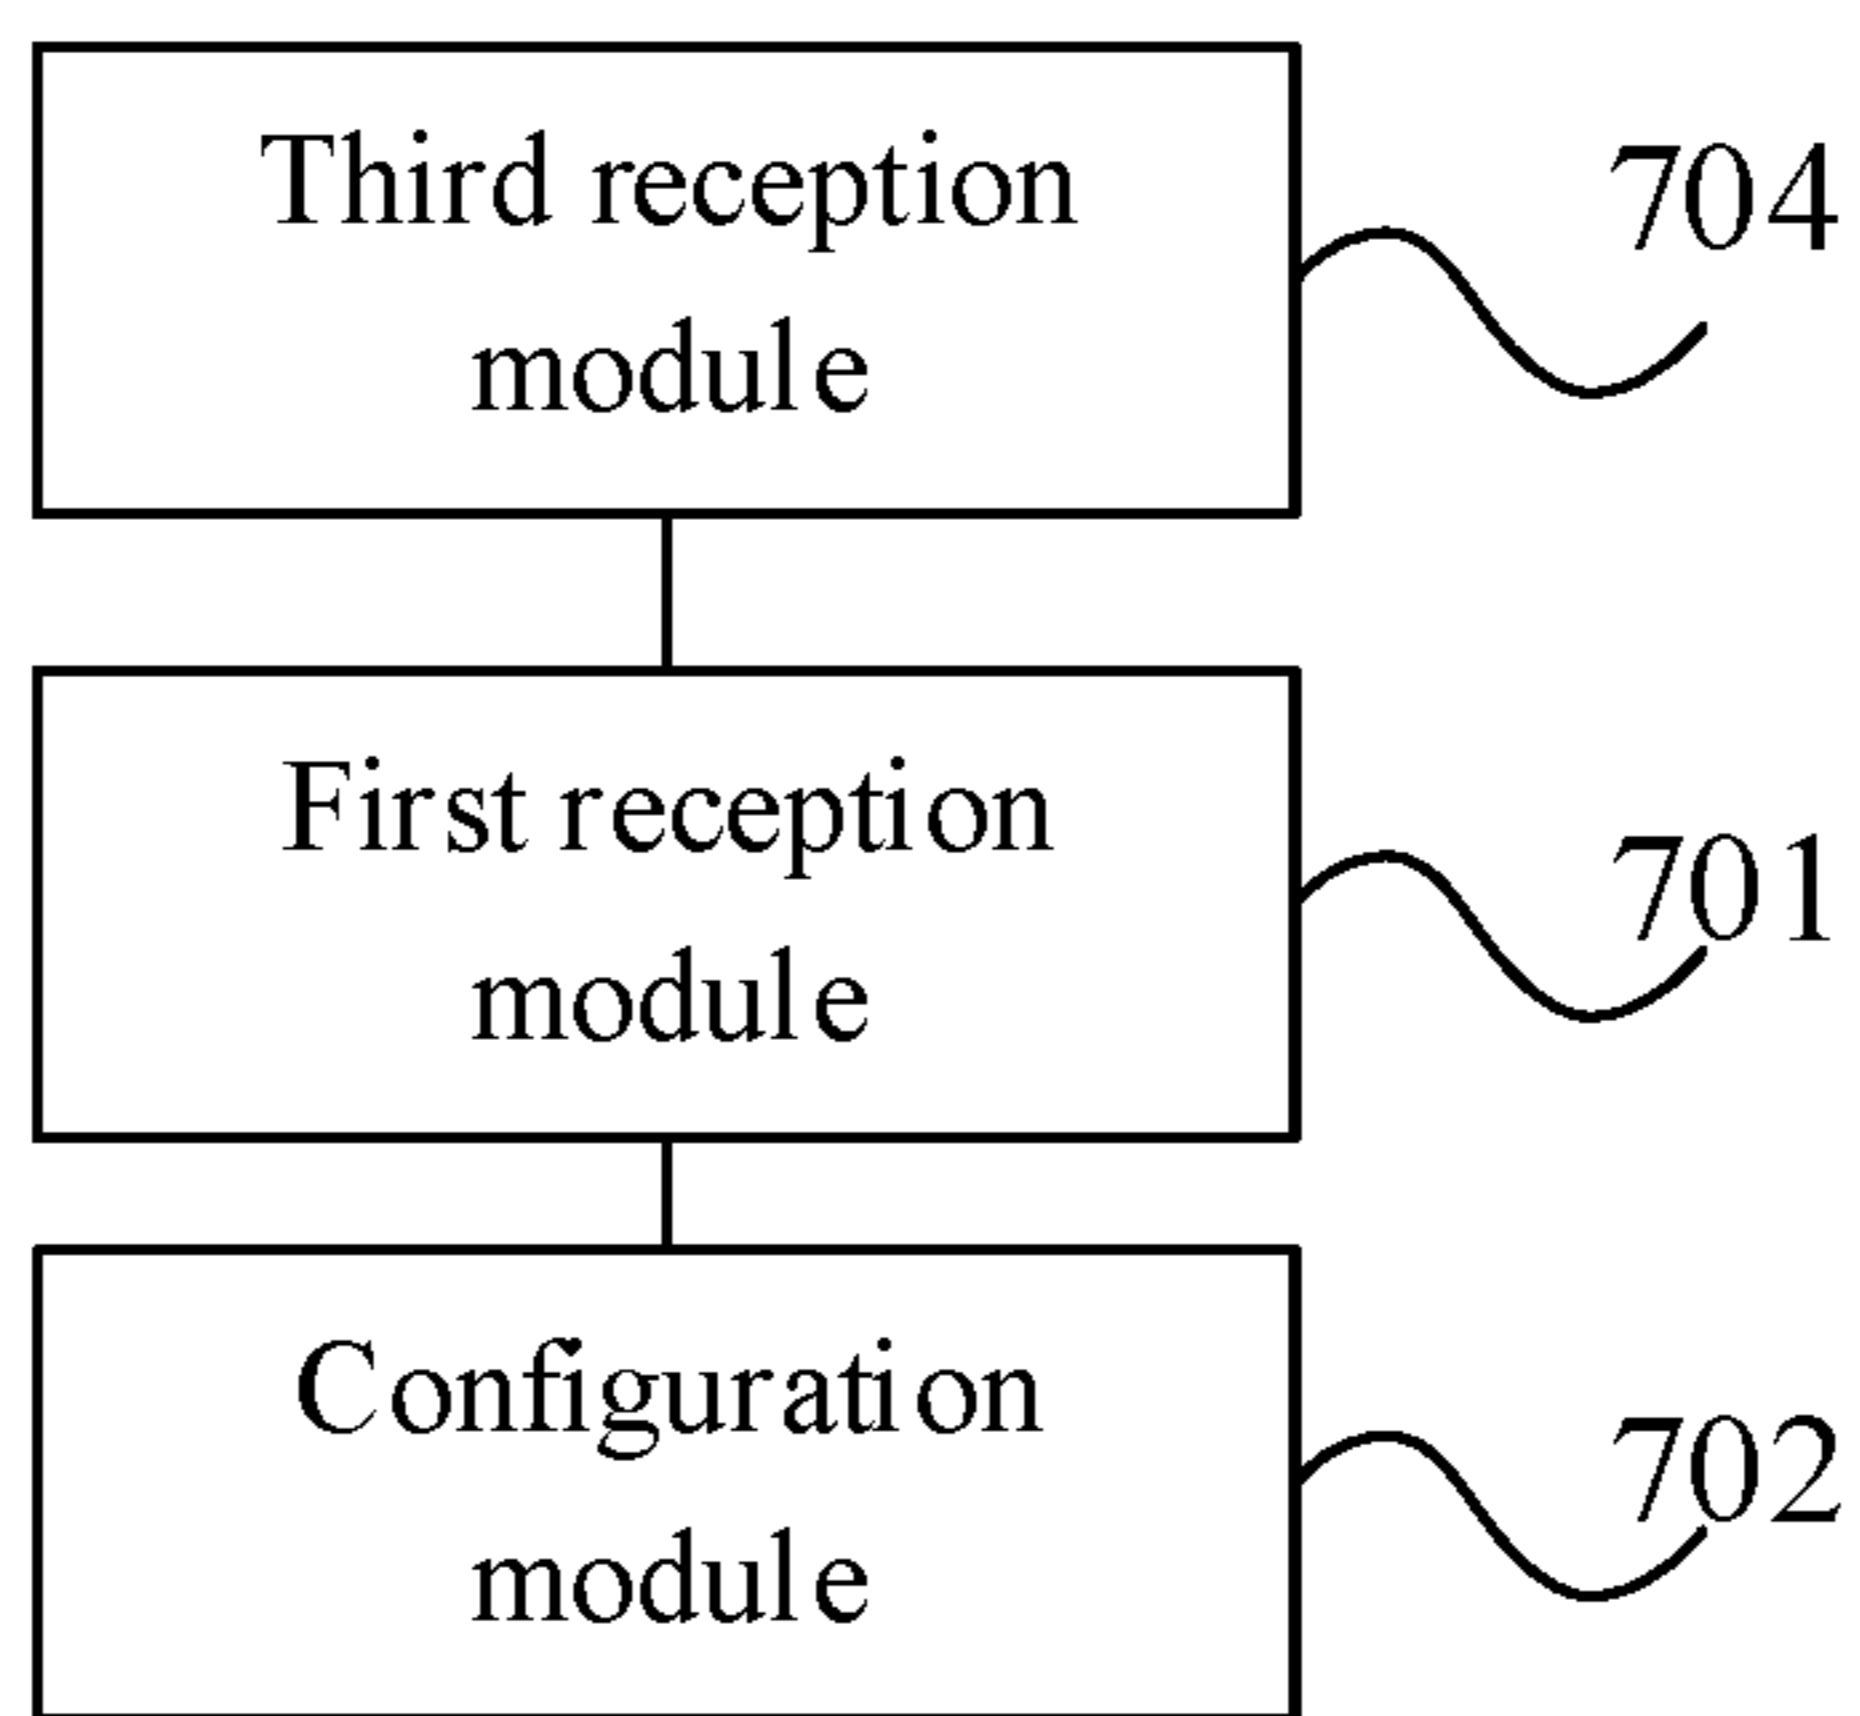 Third reception
module
704
First reception
module
701
Configuration
module
702